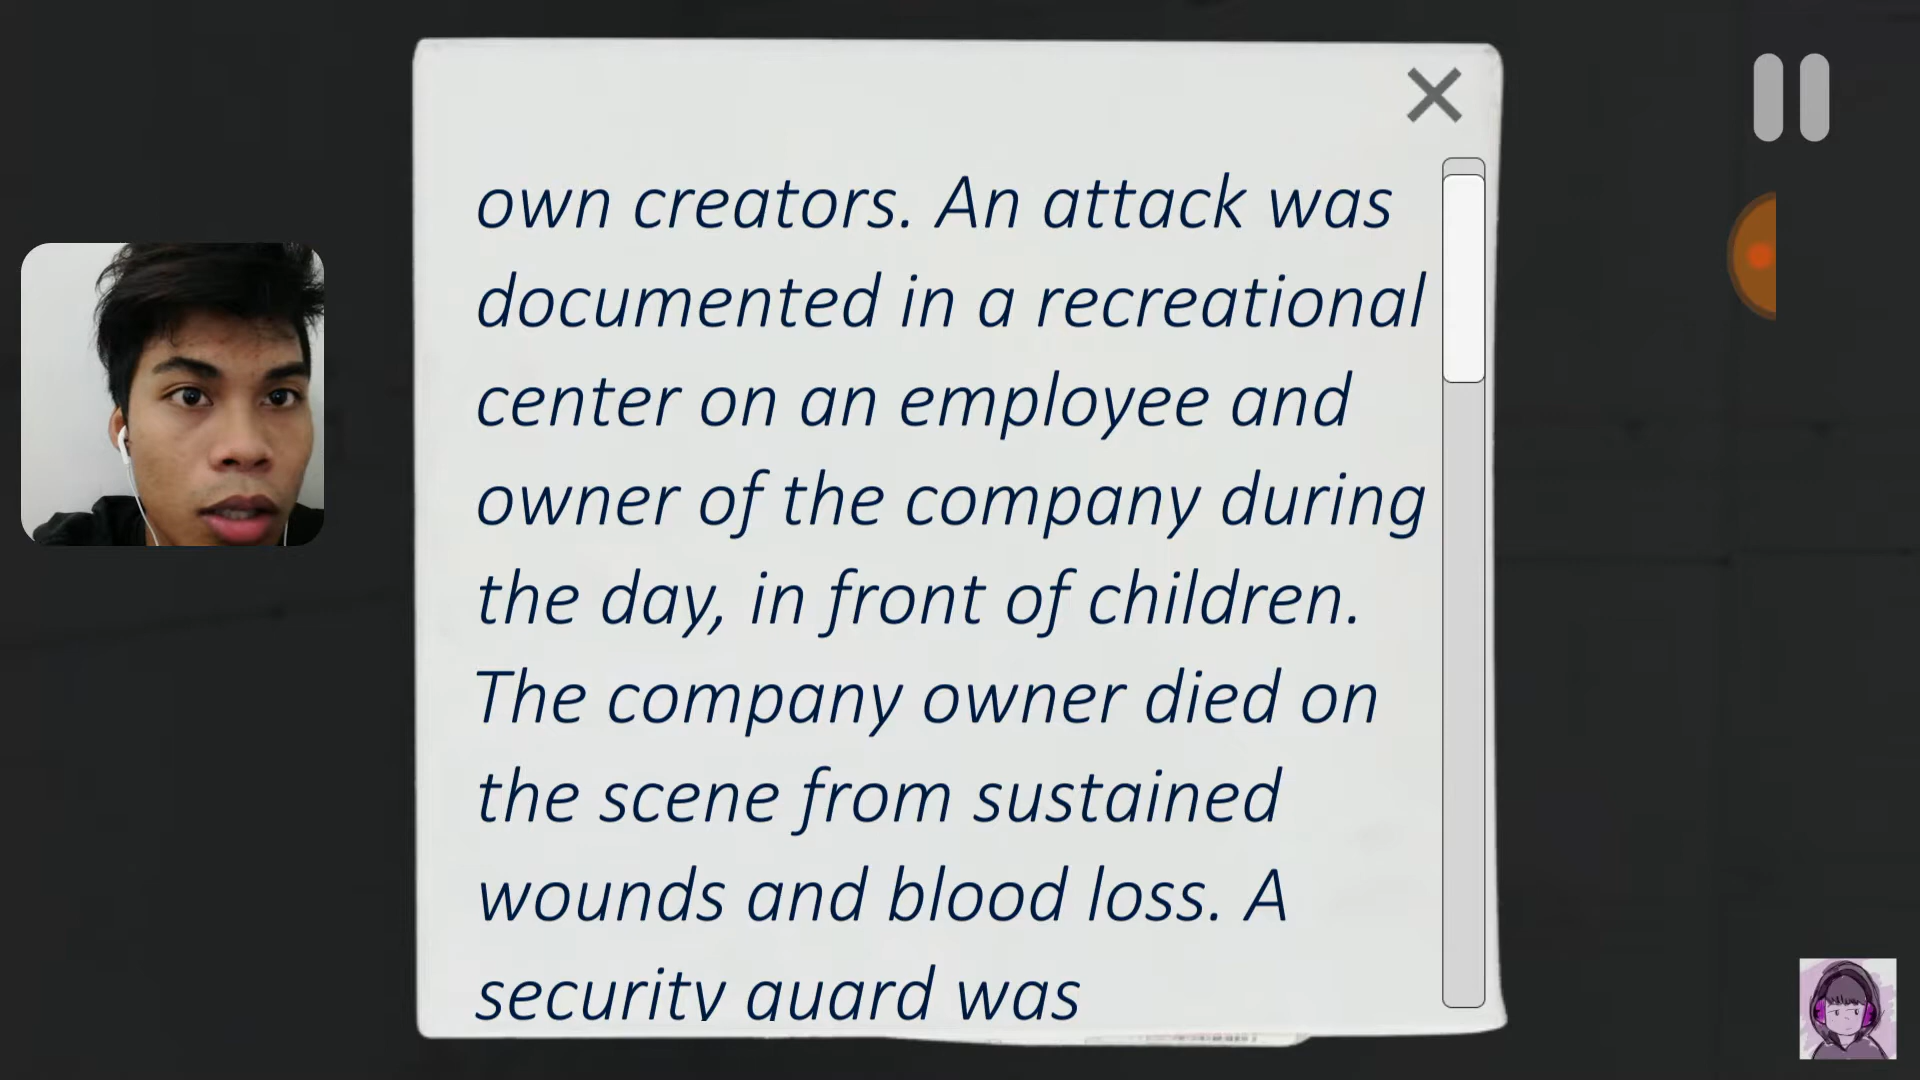 own creators. An attack was
documented in a recreational
center on an employee and
owner of the company during
the day, in front of children.
The company owner died on
the scene from sustained
wounds and blood loss. A
security guard was